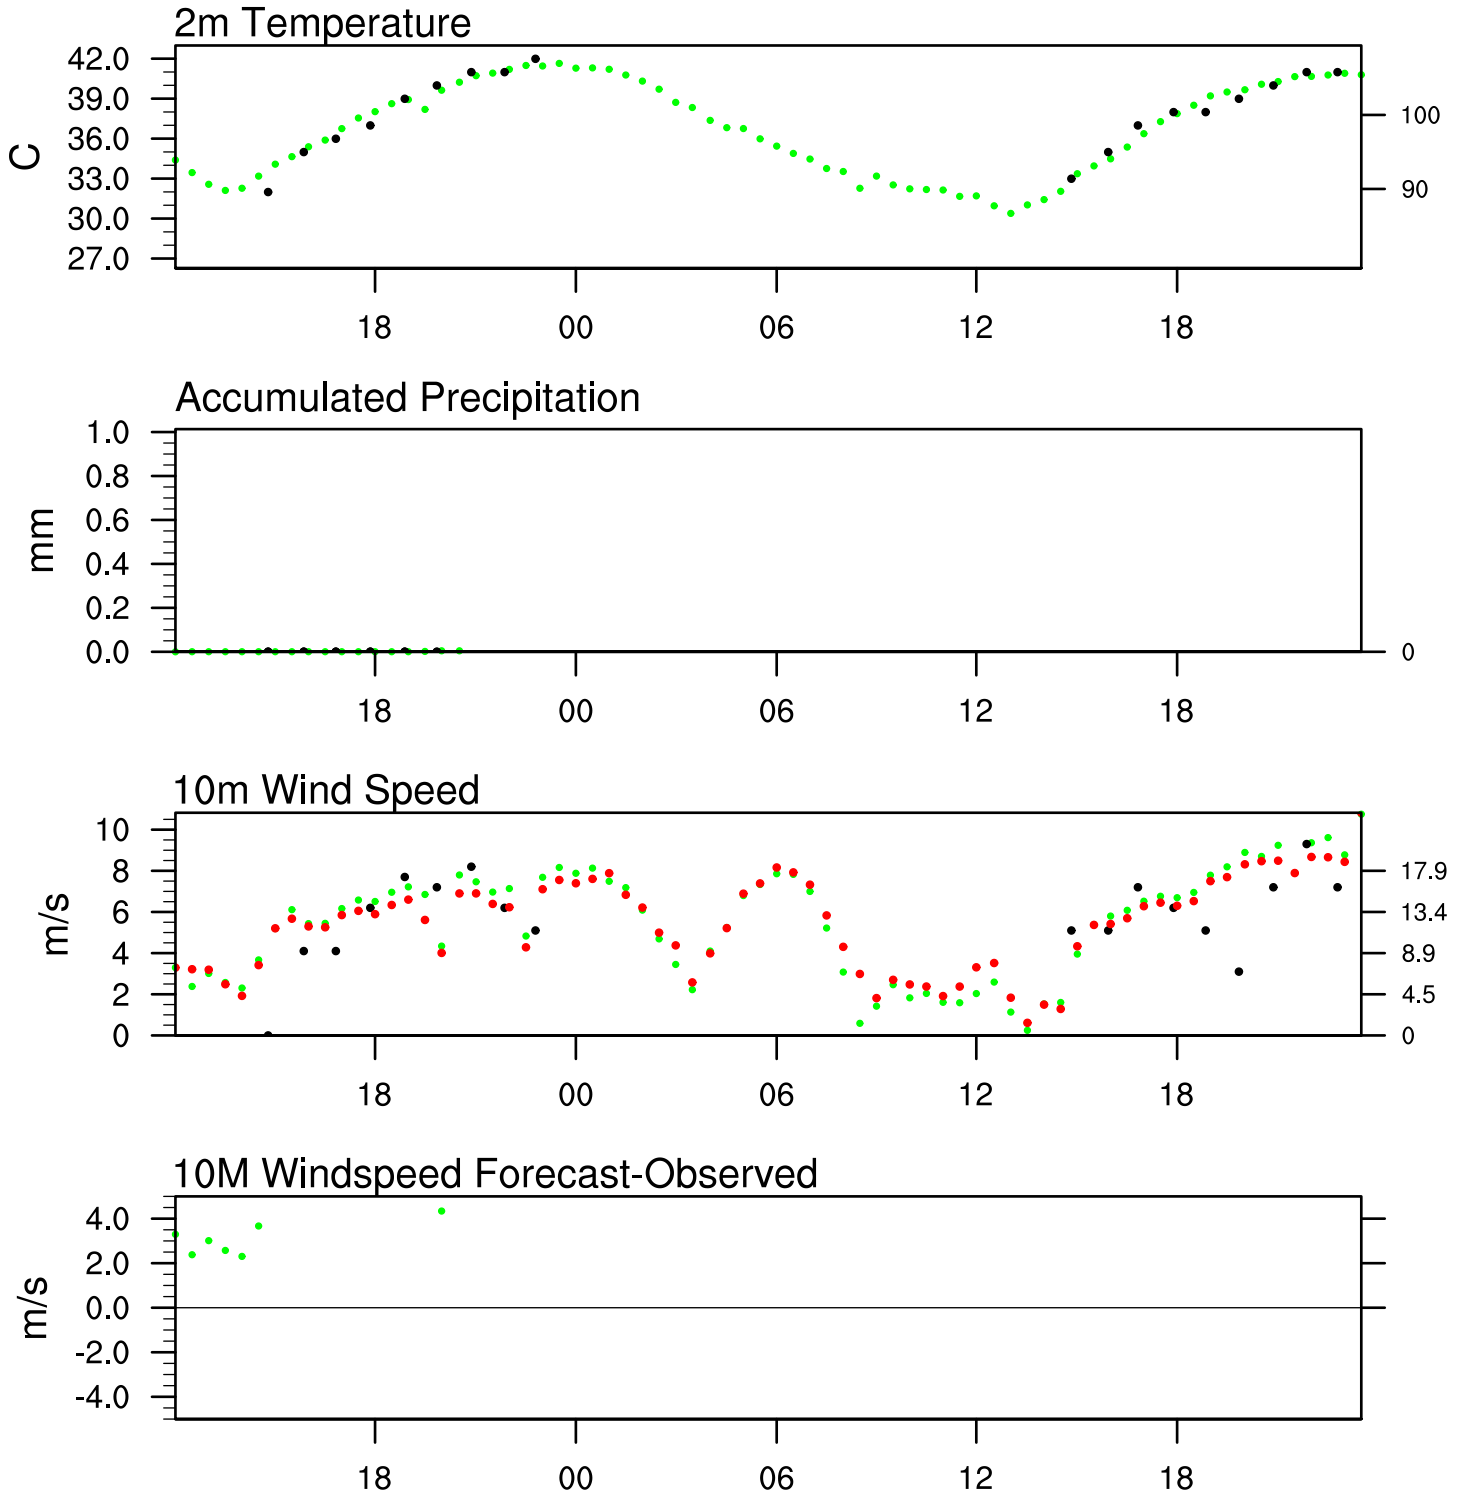 2m Temperature
42.0
39.0
36.0
33.0
30.0
27.0
C
100
90
18 00 06 12 18
Accumulated Precipitation
1.0
0.8
0.6
0.4
0.2
0.0
mm
0
18 00 06 12 18
10m Wind Speed
10
8
6
4
2
0
m/s
17.9
13.4
8.9
4.5
0
18 00 06 12 18
10M Windspeed Forecast-Observed
4.0
2.0
0.0
-2.0
-4.0
m/s
18 00 06 12 18